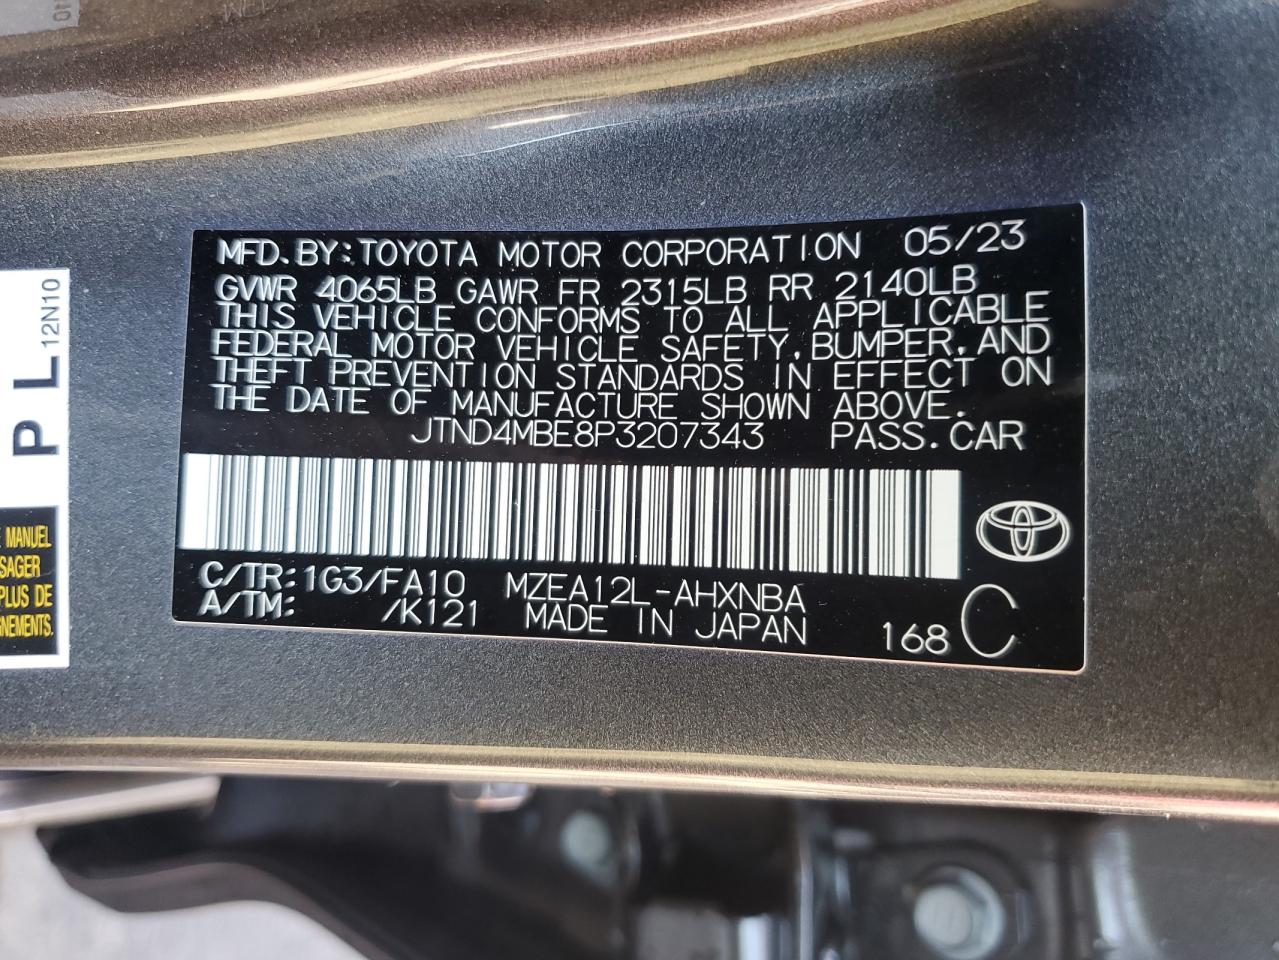 MFD. BY: TOYOTA MOTOR CORPORATION 05/23
GVWR 4065LB GAWR FR 2315LB RR 2140LB
THIS VEHICLE CONFORMS TO ALL APPLICABLE
FEDERAL MOTOR VEHICLE SAFETY, BUMPER, AND
THEFT PREVENTION STANDARDS IN EFFECT ON
THE DATE OF MANUFACTURE SHOWN ABOVE.
JTND4MBE8P3207343 PASS. CAR
C/TR: 1G3/FA10 MZEA12L-AHXNBA
A/TM: /K121 MADE IN JAPAN 168 C
P L
12N10
MANUEL
SAGER
PLUS DE
GNEMENTS.